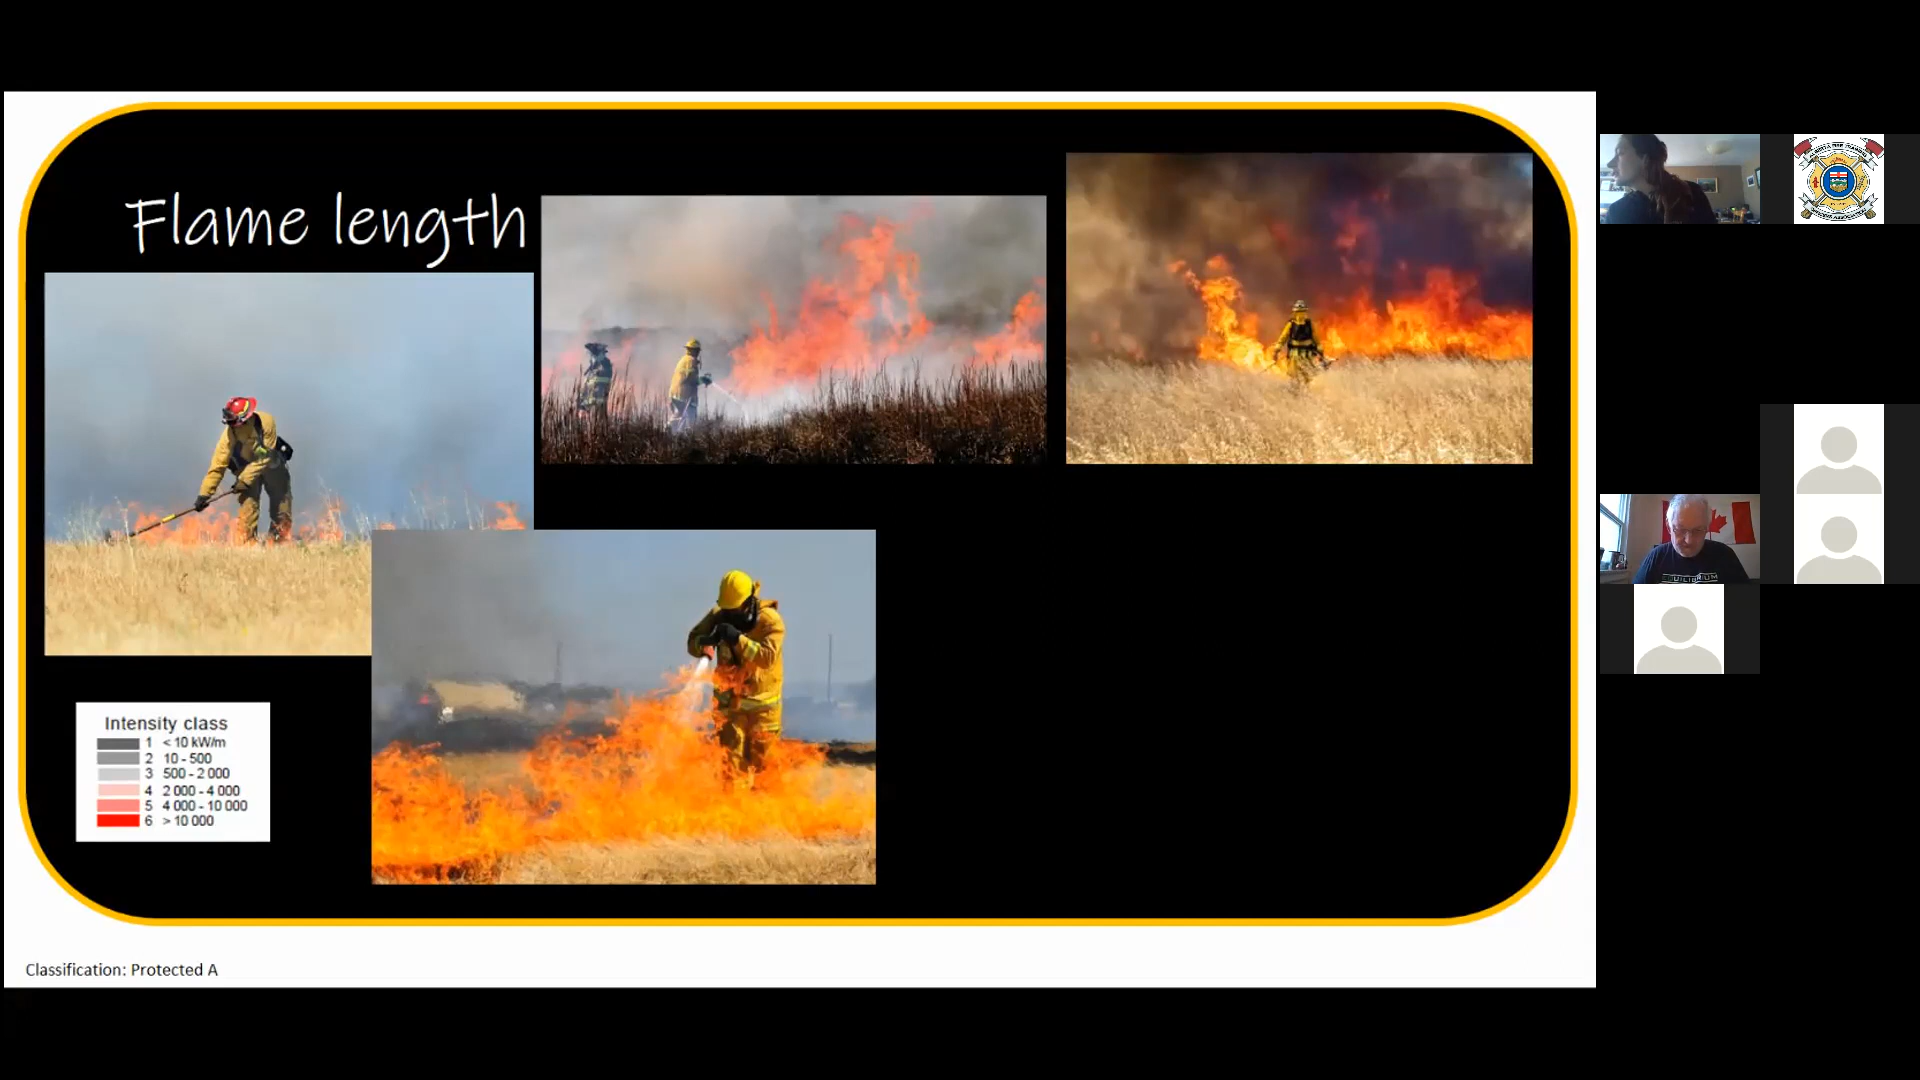 Flame length
Intensity class
1 < 10 kW/m
2 10 - 500
3 500 - 2 000
4 2 000 - 4 000
5 4 000 - 10 000
6 > 10 000
Classification: Protected A
EQUILIBRIUM